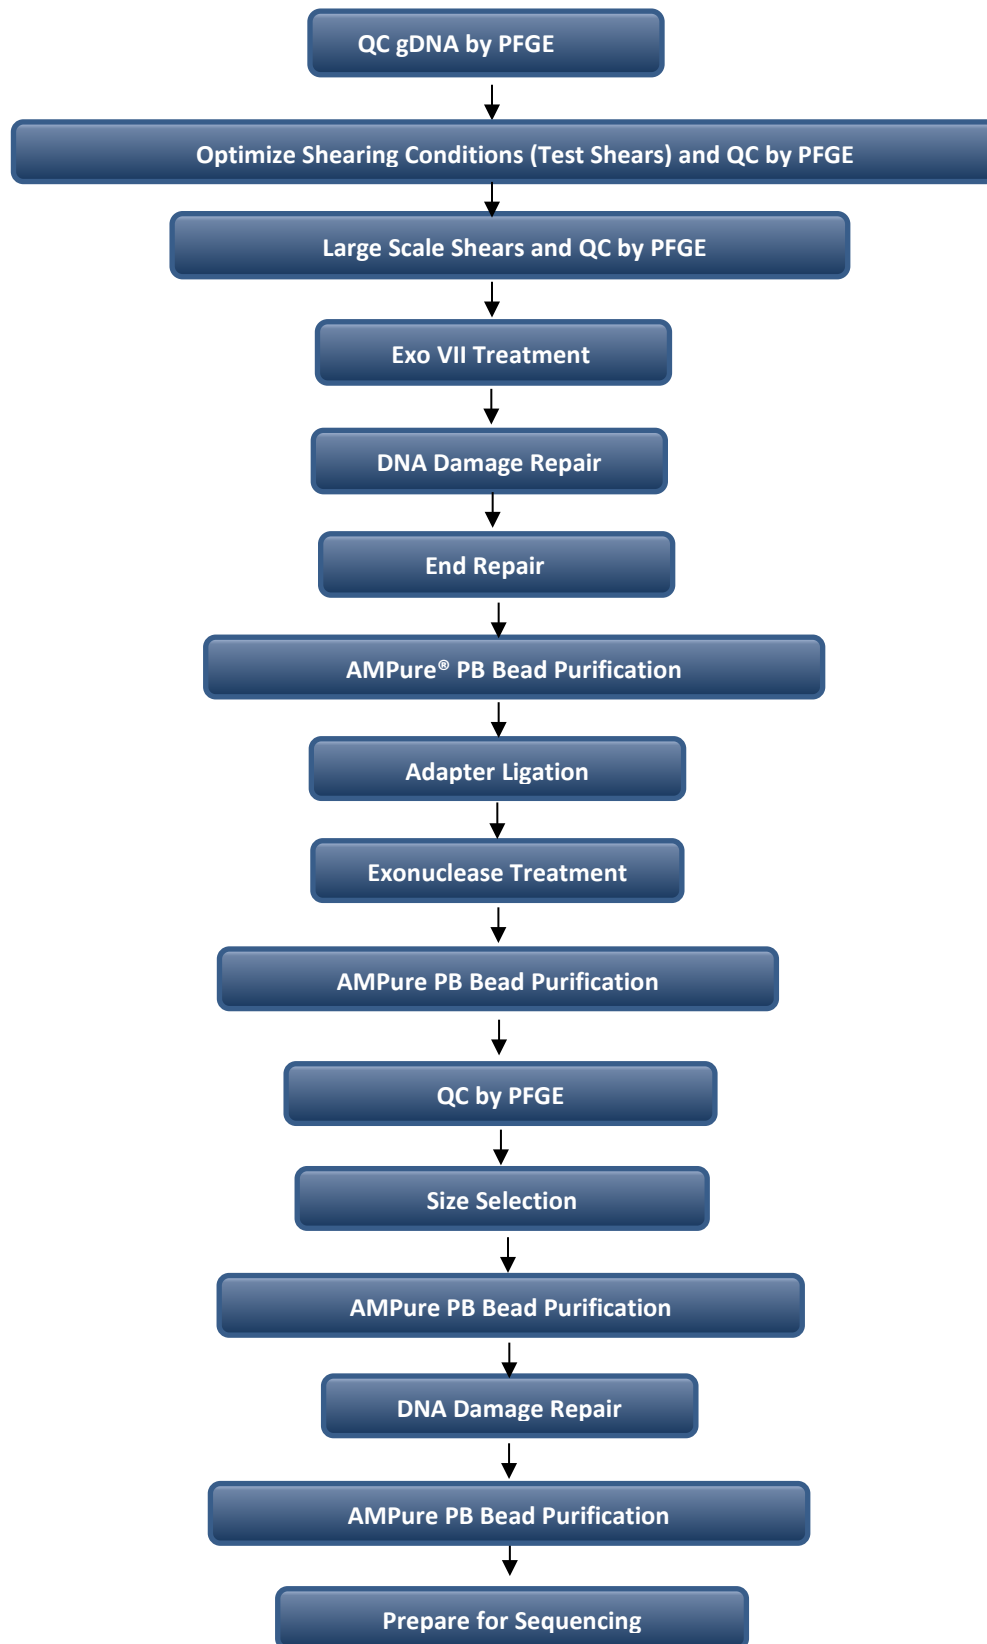 QC gDNA by PFGE
Optimize Shearing Conditions (Test Shears) and QC by PFGE
Large Scale Shears and QC by PFGE
Exo VII Treatment
DNA Damage Repair
End Repair
AMPure® PB Bead Purification
Adapter Ligation
Exonuclease Treatment
AMPure PB Bead Purification
QC by PFGE
Size Selection
AMPure PB Bead Purification
DNA Damage Repair
AMPure PB Bead Purification
Prepare for Sequencing